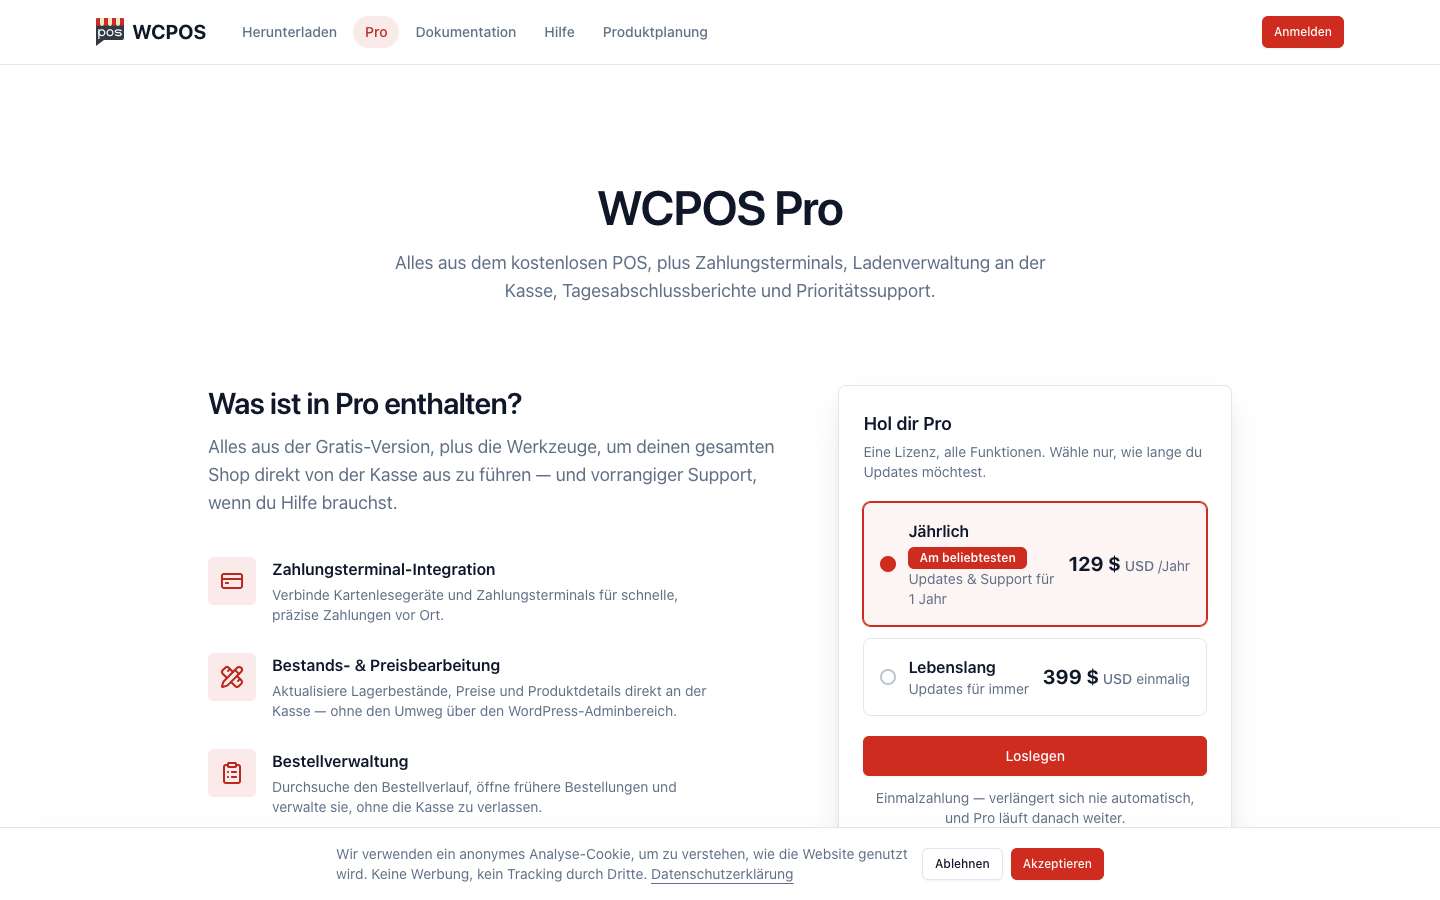 pos WCPOS Herunterladen Pro Dokumentation Hilfe Produktplanung Anmelden
WCPOS Pro
Alles aus dem kostenlosen POS, plus Zahlungsterminals, Ladenverwaltung an der
Kasse, Tagesabschlussberichte und Prioritätssupport.
Was ist in Pro enthalten?
Alles aus der Gratis-Version, plus die Werkzeuge, um deinen gesamten
Shop direkt von der Kasse aus zu führen — und vorrangiger Support,
wenn du Hilfe brauchst.
Zahlungsterminal-Integration
Verbinde Kartenlesegeräte und Zahlungsterminals für schnelle,
präzise Zahlungen vor Ort.
Bestands- & Preisbearbeitung
Aktualisiere Lagerbestände, Preise und Produktdetails direkt an der
Kasse — ohne den Umweg über den WordPress-Adminbereich.
Bestellverwaltung
Durchsuche den Bestellverlauf, öffne frühere Bestellungen und
verwalte sie, ohne die Kasse zu verlassen.
Hol dir Pro
Eine Lizenz, alle Funktionen. Wähle nur, wie lange du
Updates möchtest.
Jährlich
Am beliebtesten
Updates & Support für
1 Jahr
129 $ USD /Jahr
Lebenslang
Updates für immer
399 $ USD einmalig
Loslegen
Einmalzahlung — verlängert sich nie automatisch,
und Pro läuft danach weiter.
Wir verwenden ein anonymes Analyse-Cookie, um zu verstehen, wie die Website genutzt
wird. Keine Werbung, kein Tracking durch Dritte. Datenschutzerklärung
Ablehnen
Akzeptieren